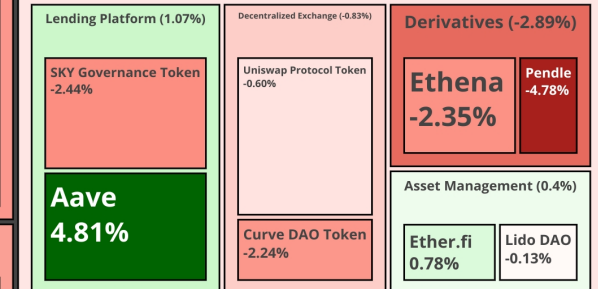 Lending Platform (1.07%)
SKY Governance Token
-2.44%
Aave
4.81%
Decentralized Exchange (-0.83%)
Uniswap Protocol Token
-0.60%
Curve DAO Token
-2.24%
Derivatives (-2.89%)
Ethena
-2.35%
Pendle
-4.78%
Asset Management (0.4%)
Ether.fi
0.78%
Lido DAO
-0.13%